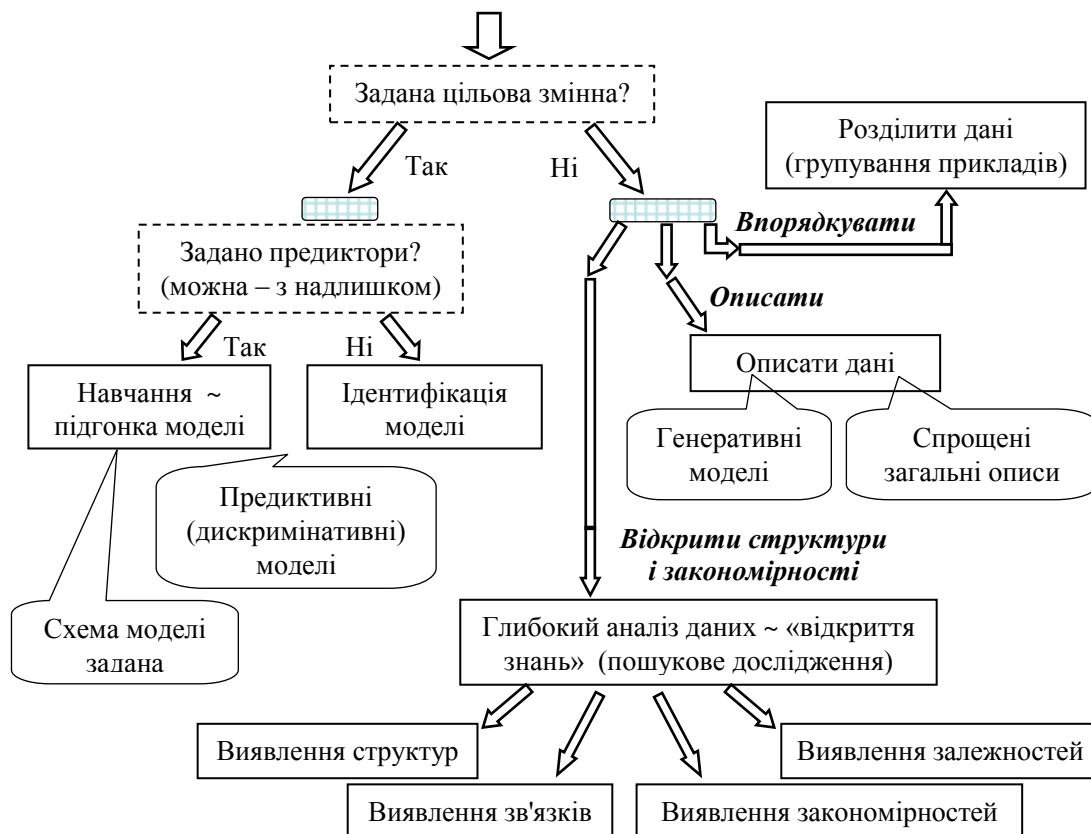 Задана цільова змінна?
Так
Ні
Розділити дані
(групування прикладів)
Впорядкувати
Задано предиктори?
(можна – з надлишком)
Описати
Так
Ні
Описати дані
Навчання ~
підгонка моделі
Ідентифікація
моделі
Генеративні
моделі
Спрощені
загальні описи
Предиктивні
(дискримінативні)
моделі
Відкрити структури
і закономірності
Схема моделі
задана
Глибокий аналіз даних ~ «відкриття
знань» (пошукове дослідження)
Виявлення структур
Виявлення залежностей
Виявлення зв'язків
Виявлення закономірностей